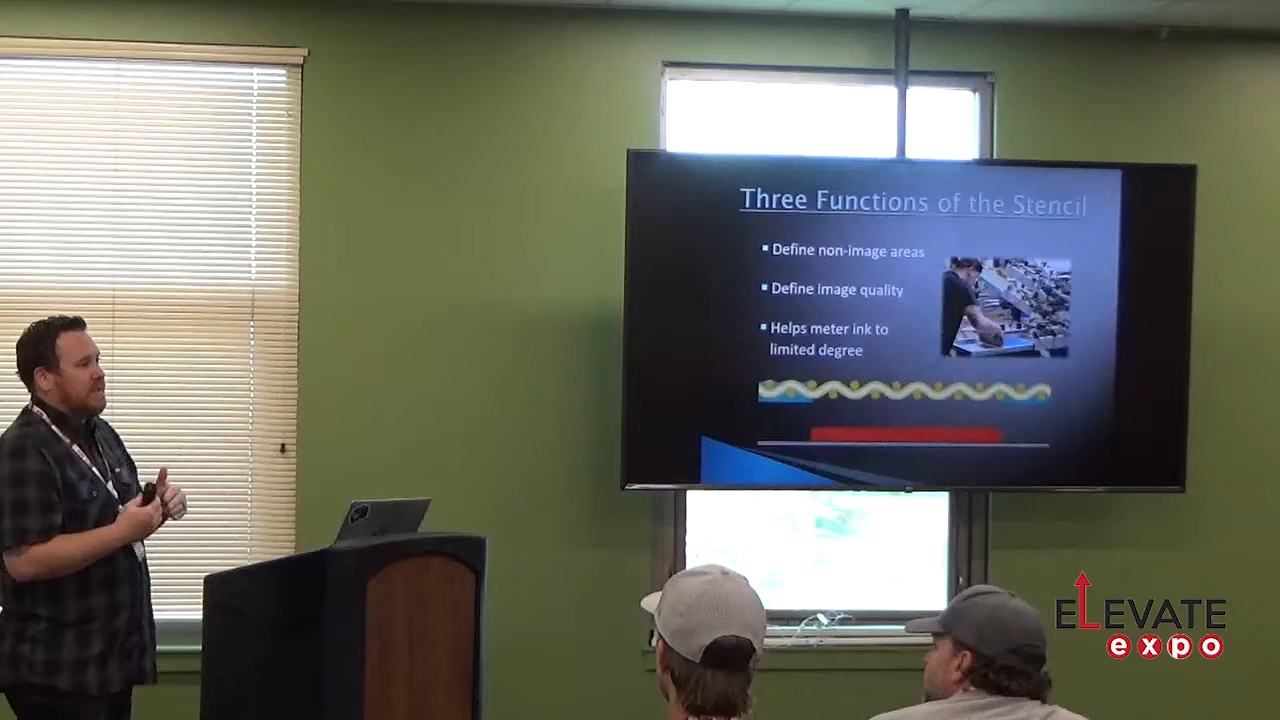 Three Functions of the Stencil
▪ Define non-image areas
▪ Define image quality
▪ Helps meter ink to
limited degree
ELEVATE
expo